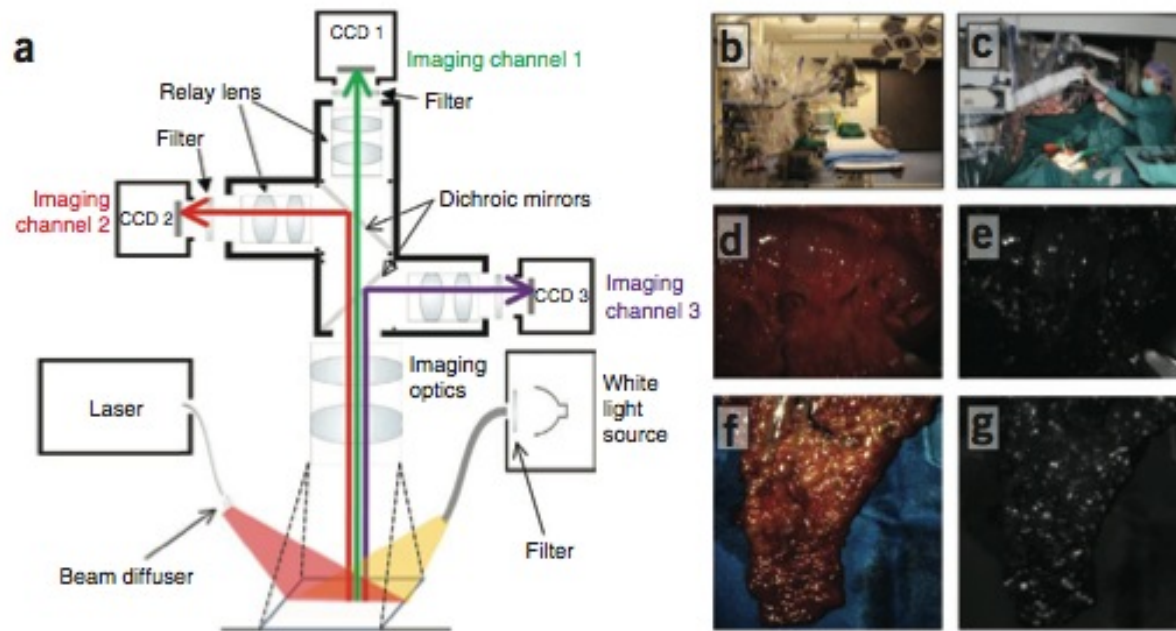 a
CCD 1
Imaging channel 1
Relay lens
Filter
Filter
Imaging
channel 2
CCD 2
Dichroic mirrors
CCD 3
Imaging
channel 3
Imaging
optics
White
light
source
Laser
Beam diffuser
Filter
b
c
d
e
f
g